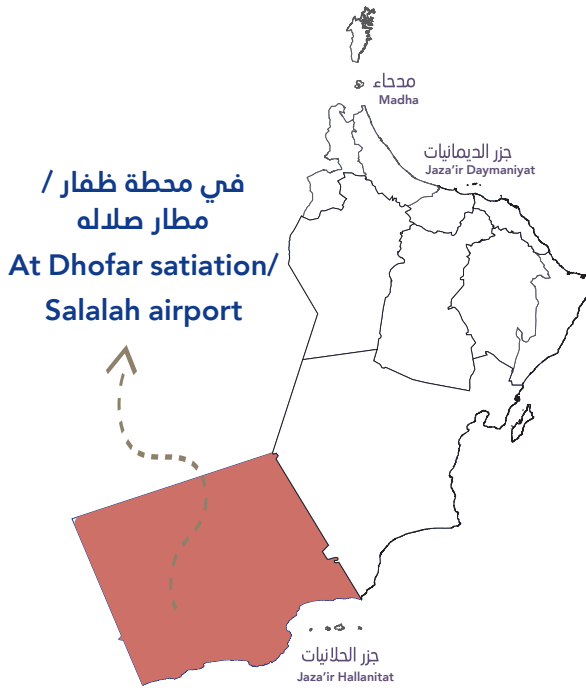 مدحاء
Madha
جزر الديمانيات
Jaza'ir Daymaniyat
في محطة ظفار /
مطار صلاله
At Dhofar satiation/
Salalah airport
جزر الحلانيات
Jaza'ir Hallanitat